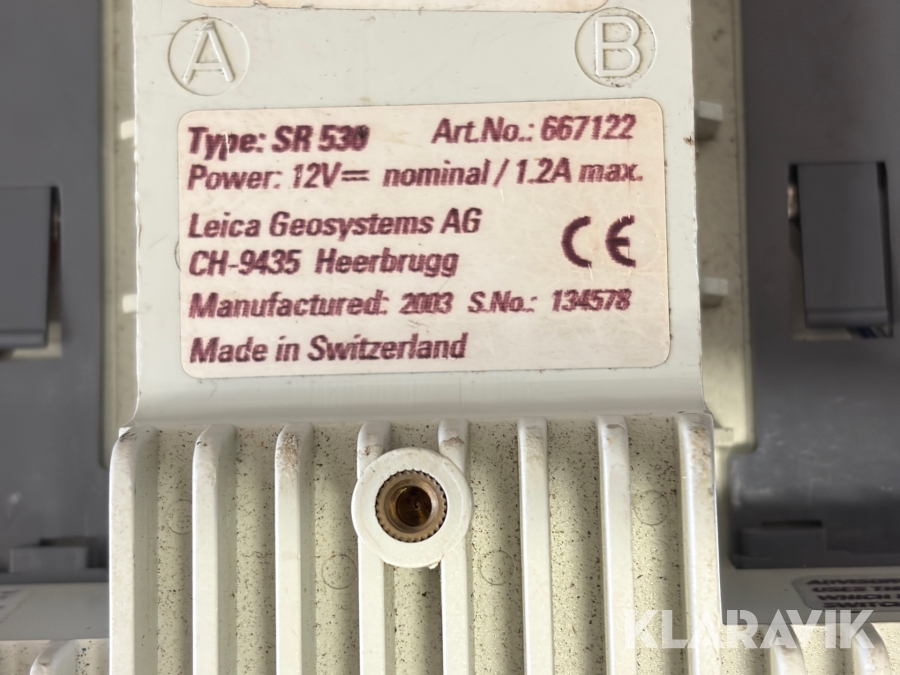 A
B
Type: SR 530 Art.No.: 667122
Power: 12V⎓ nominal / 1.2A max.
Leica Geosystems AG
CH-9435 Heerbrugg
CE
Manufactured: 2003 S.No.: 134578
Made in Switzerland
WHICH
KLARAVIK